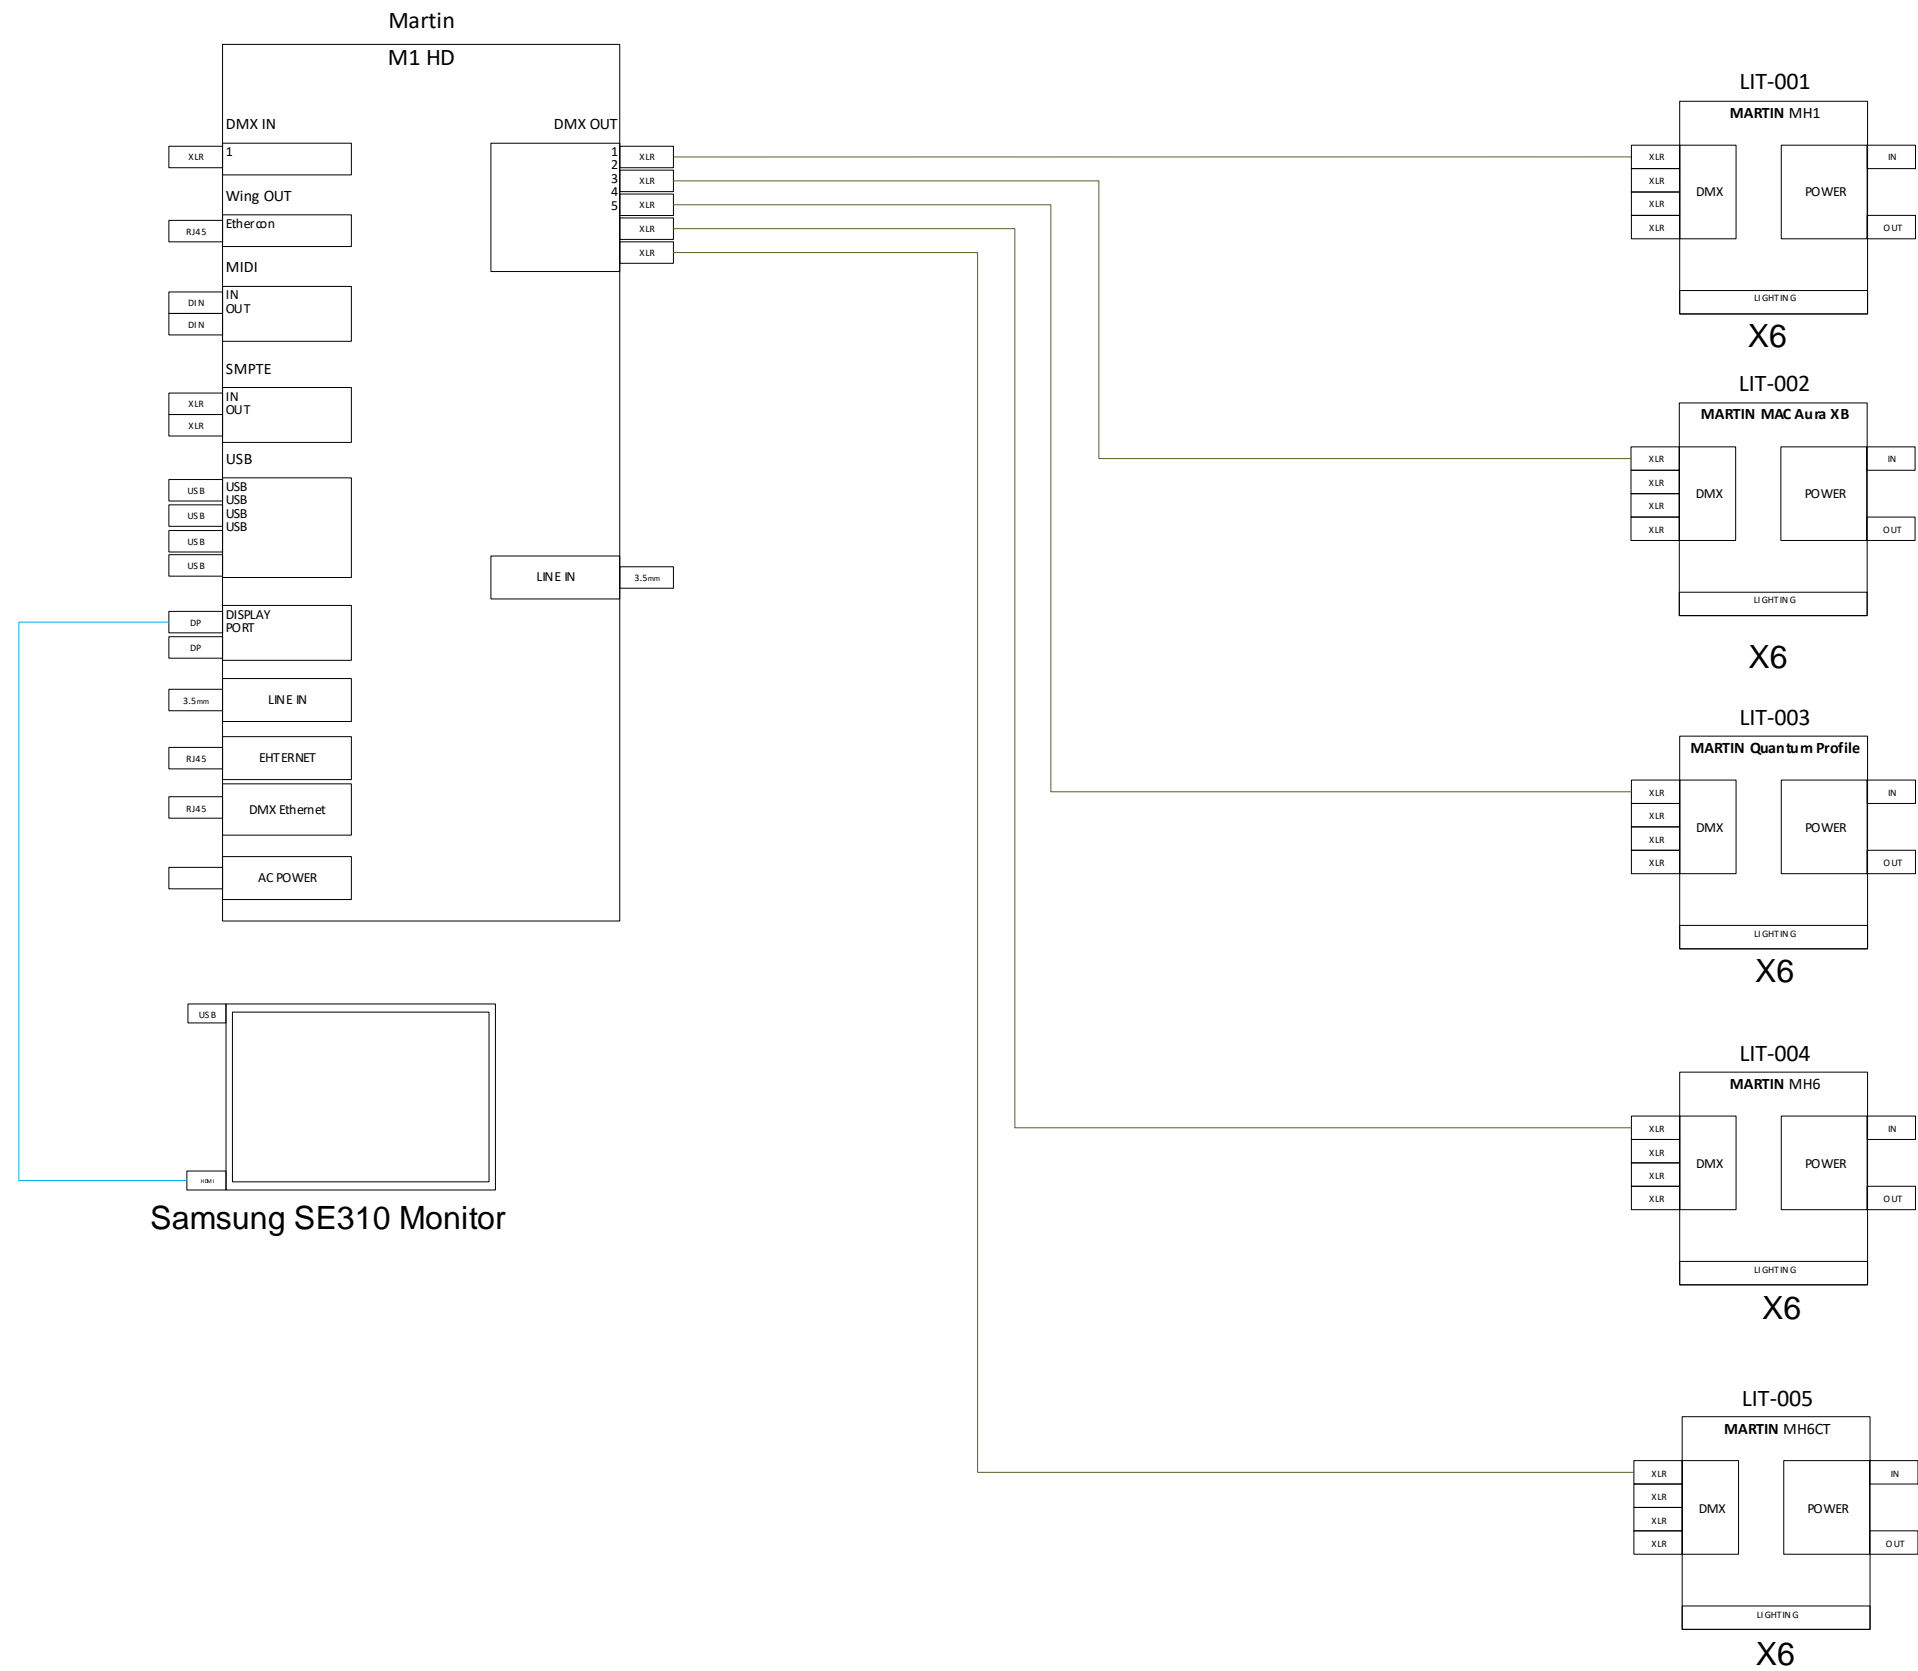 Martin
M1 HD
DMX IN
XLR
1
Wing OUT
RJ45
Ethercon
MIDI
DIN
DIN
IN
OUT
SMPTE
XLR
XLR
IN
OUT
USB
USB
USB
USB
USB
USB
USB
USB
USB
DP
DP
DISPLAY
PORT
3.5mm
LINE IN
RJ45
EHTERNET
RJ45
DMX Ethernet
AC POWER
DMX OUT
1
2
3
4
5
XLR
XLR
XLR
XLR
XLR
LINE IN
3.5mm
USB
HDMI
Samsung SE310 Monitor
LIT-001
MARTIN MH1
XLR
XLR
XLR
XLR
DMX
POWER
IN
OUT
LIGHTING
X6
LIT-002
MARTIN MAC Aura XB
XLR
XLR
XLR
XLR
DMX
POWER
IN
OUT
LIGHTING
X6
LIT-003
MARTIN Quantum Profile
XLR
XLR
XLR
XLR
DMX
POWER
IN
OUT
LIGHTING
X6
LIT-004
MARTIN MH6
XLR
XLR
XLR
XLR
DMX
POWER
IN
OUT
LIGHTING
X6
LIT-005
MARTIN MH6CT
XLR
XLR
XLR
XLR
DMX
POWER
IN
OUT
LIGHTING
X6